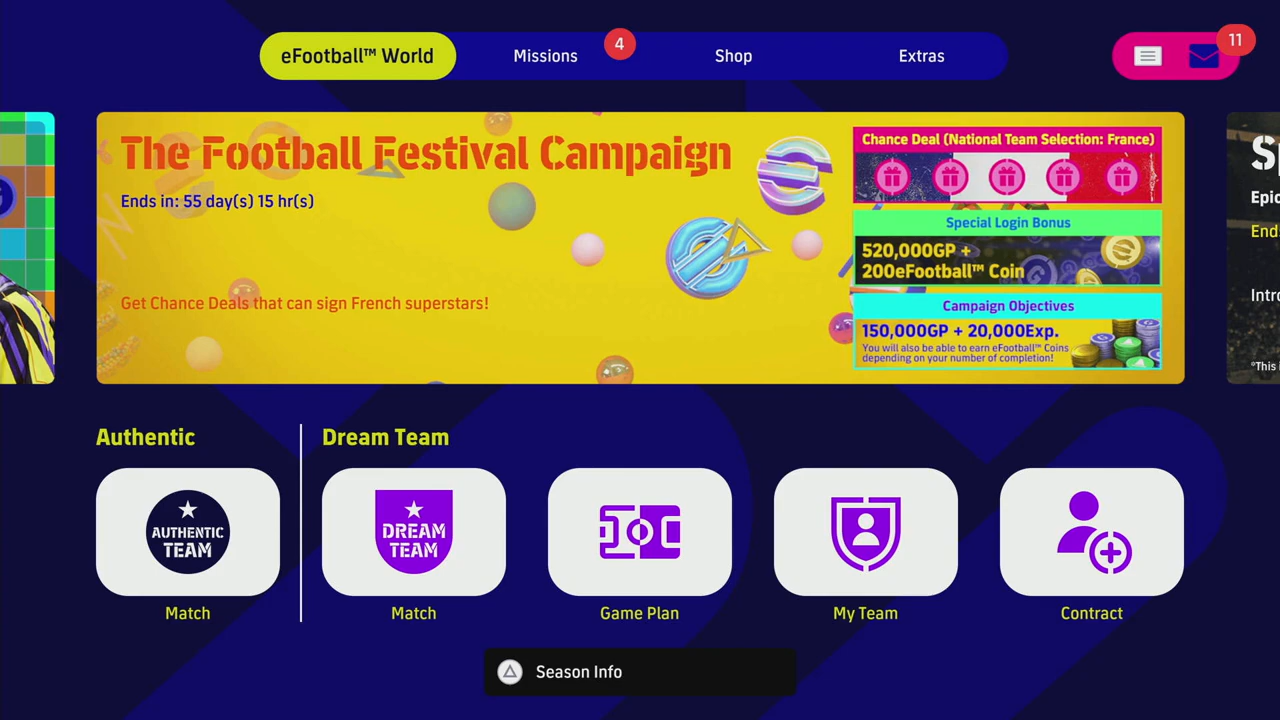 eFootball™ World
Missions
4
Shop
Extras
11
The Football Festival Campaign
Ends in: 55 day(s) 15 hr(s)
Get Chance Deals that can sign French superstars!
Chance Deal (National Team Selection: France)
Special Login Bonus
520,000GP +
200eFootball™ Coin
Campaign Objectives
150,000GP + 20,000Exp.
You will also be able to earn eFootball™ Coins
depending on your number of completion!
Epic
Ends
*This i
Authentic
Dream Team
AUTHENTIC
TEAM
DREAM
TEAM
Match
Match
Game Plan
My Team
Contract
Season Info